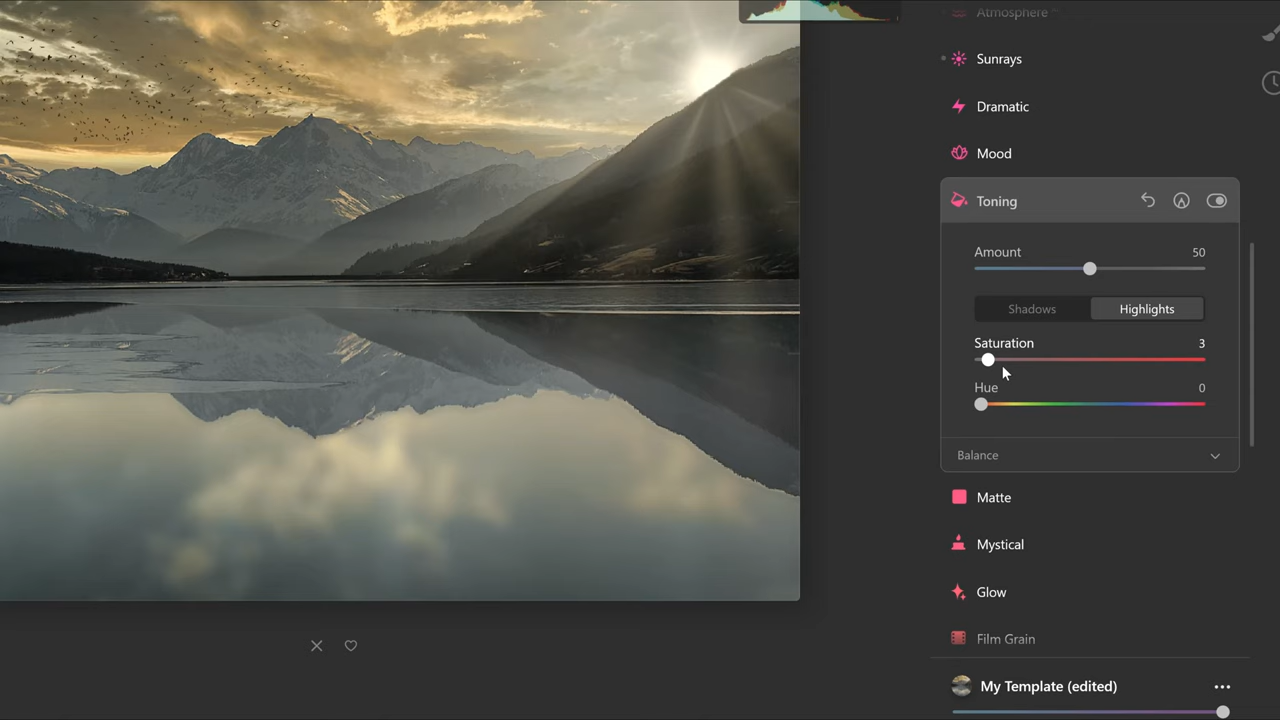 Atmosphere
Sunrays
Dramatic
Mood
Toning
Amount 50
Shadows Highlights
Saturation 3
Hue 0
Balance
Matte
Mystical
Glow
Film Grain
My Template (edited)